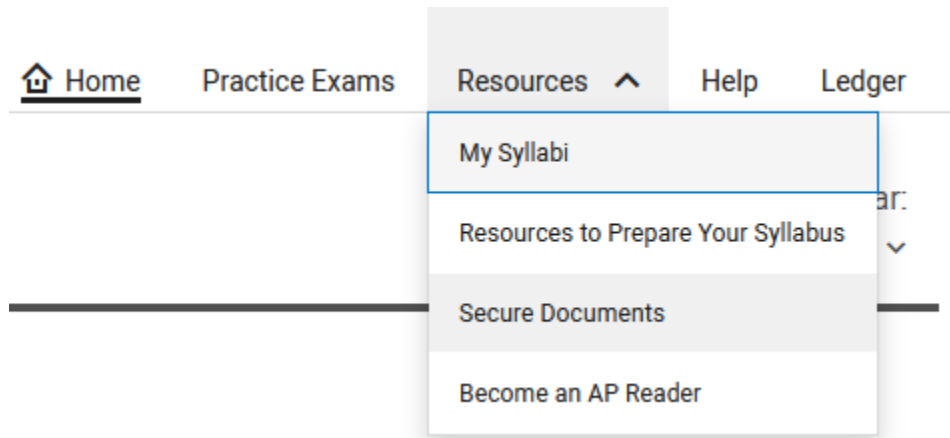 Home Practice Exams Resources Help Ledger
My Syllabi
ar:
Resources to Prepare Your Syllabus
Secure Documents
Become an AP Reader